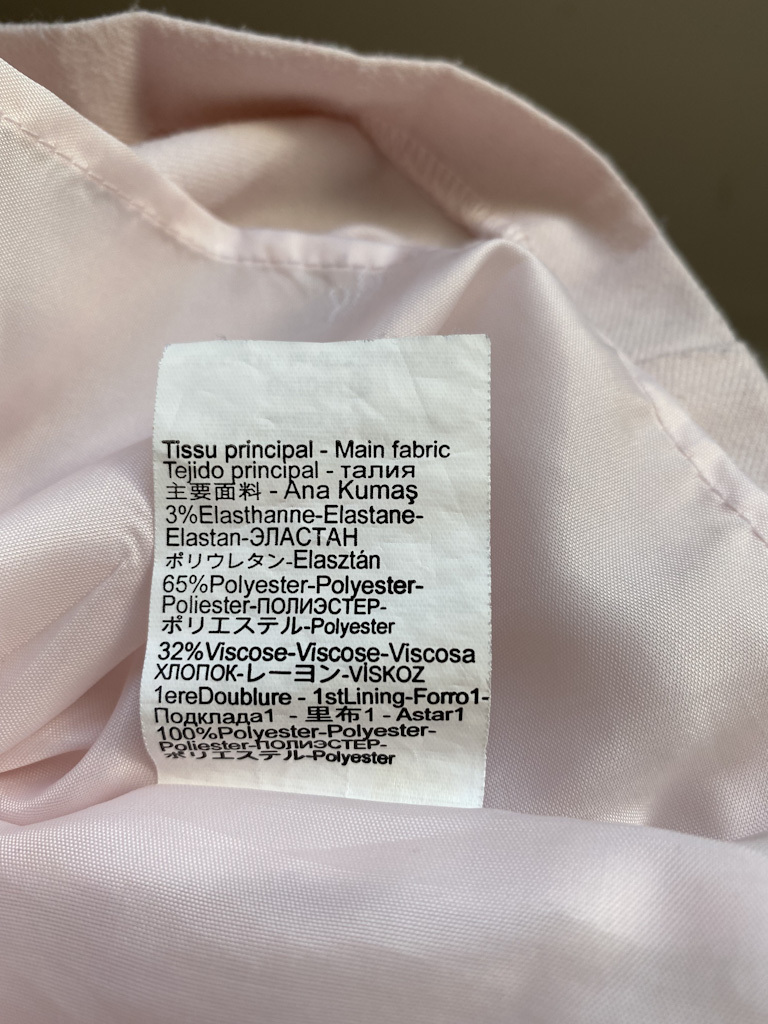 Tissu principal - Main fabric
Tejido principal - талия
主要面料 - Ana Kumaş
3%Elasthanne-Elastane-
Elastan-ЭЛАСТАН
ポリウレタン-Elasztán
65%Polyester-Polyester-
Poliester-ПОЛИЭСТЕР-
ポリエステル-Polyester
32%Viscose-Viscose-Viscosa
ХЛОПОК-レーヨン-VİSKOZ
1ereDoublure - 1stLining-Forro1-
Подклада1 - 里布1 - Astar1
100%Polyester-Polyester-
Poliester-ПОЛИЭСТЕР-
ポリエステル-Polyester